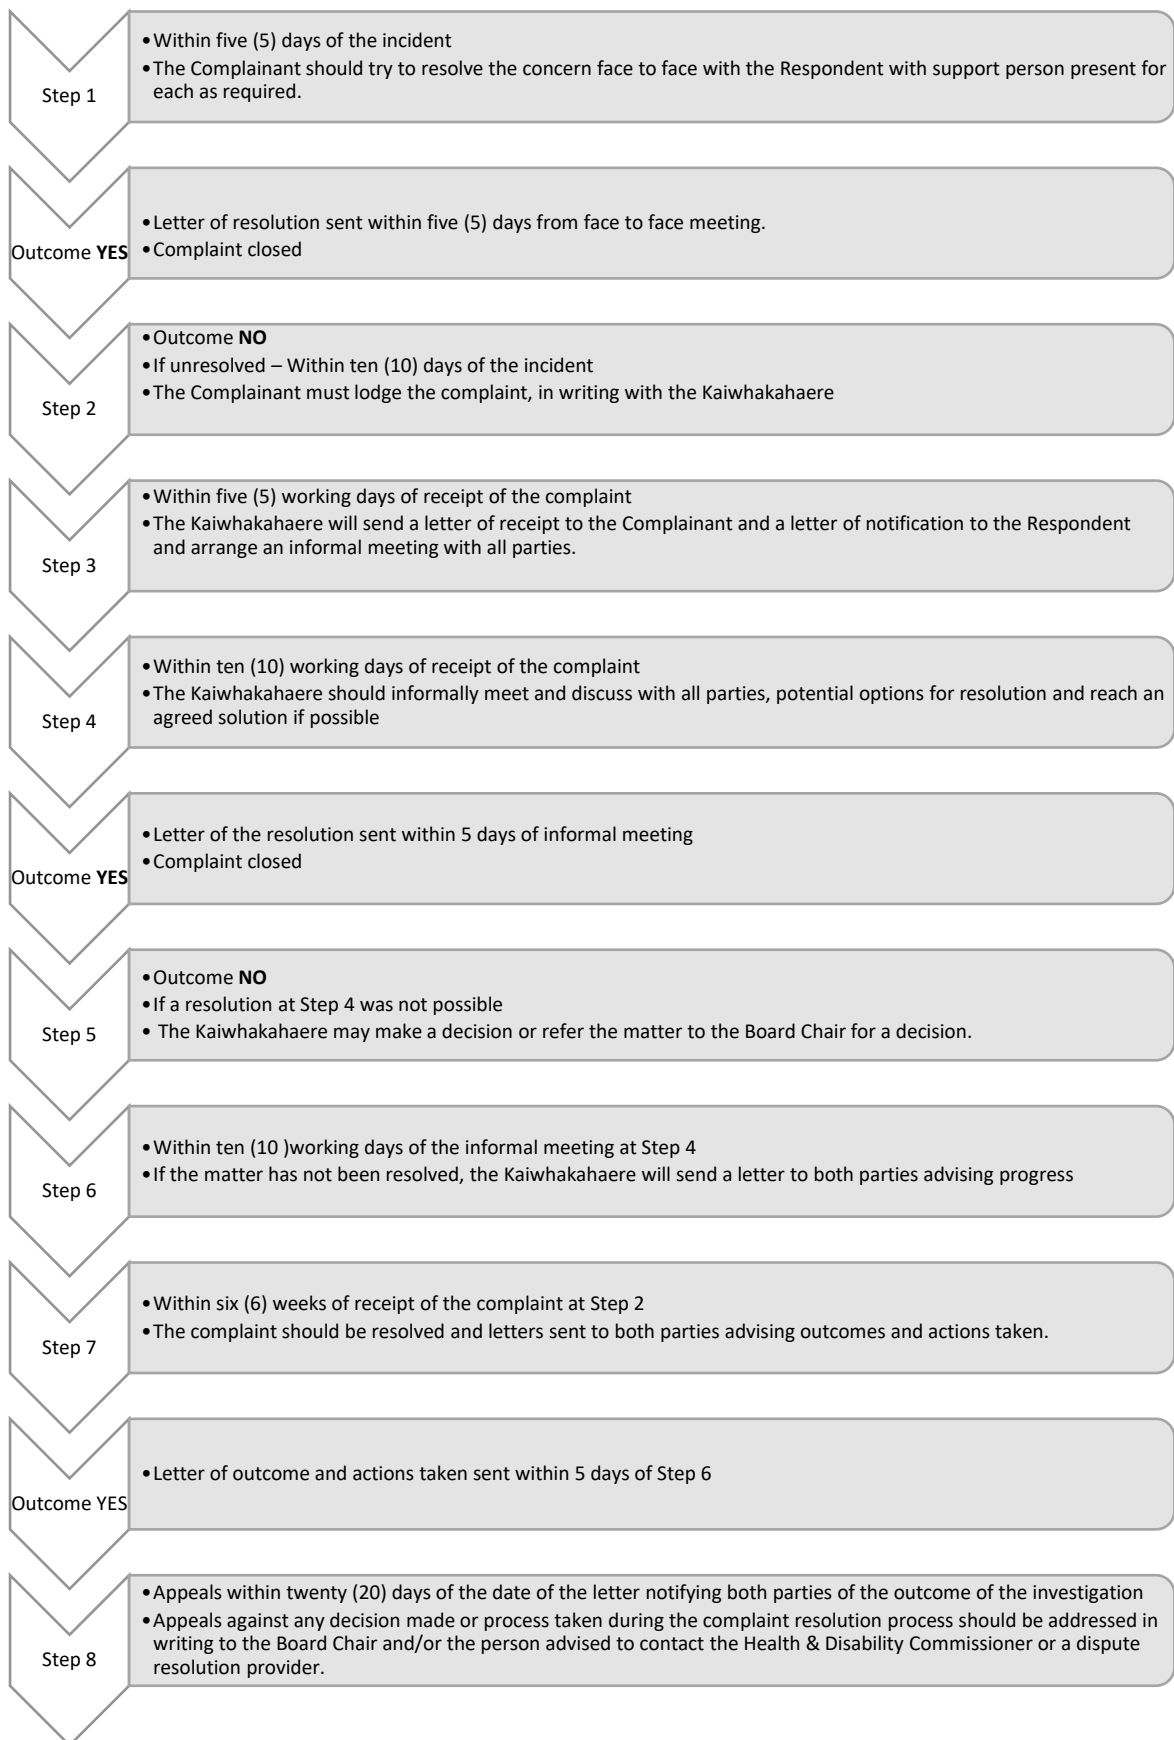 Step 1
•Within five (5) days of the incident
•The Complainant should try to resolve the concern face to face with the Respondent with support person present for
each as required.
Outcome YES
•Letter of resolution sent within five (5) days from face to face meeting.
•Complaint closed
Step 2
•Outcome NO
•If unresolved – Within ten (10) days of the incident
•The Complainant must lodge the complaint, in writing with the Kaiwhakahaere
Step 3
•Within five (5) working days of receipt of the complaint
•The Kaiwhakahaere will send a letter of receipt to the Complainant and a letter of notification to the Respondent
and arrange an informal meeting with all parties.
Step 4
•Within ten (10) working days of receipt of the complaint
•The Kaiwhakahaere should informally meet and discuss with all parties, potential options for resolution and reach an
agreed solution if possible
Outcome YES
•Letter of the resolution sent within 5 days of informal meeting
•Complaint closed
Step 5
•Outcome NO
•If a resolution at Step 4 was not possible
• The Kaiwhakahaere may make a decision or refer the matter to the Board Chair for a decision.
Step 6
•Within ten (10 )working days of the informal meeting at Step 4
•If the matter has not been resolved, the Kaiwhakahaere will send a letter to both parties advising progress
Step 7
•Within six (6) weeks of receipt of the complaint at Step 2
•The complaint should be resolved and letters sent to both parties advising outcomes and actions taken.
Outcome YES
•Letter of outcome and actions taken sent within 5 days of Step 6
Step 8
•Appeals within twenty (20) days of the date of the letter notifying both parties of the outcome of the investigation
•Appeals against any decision made or process taken during the complaint resolution process should be addressed in
writing to the Board Chair and/or the person advised to contact the Health & Disability Commissioner or a dispute
resolution provider.